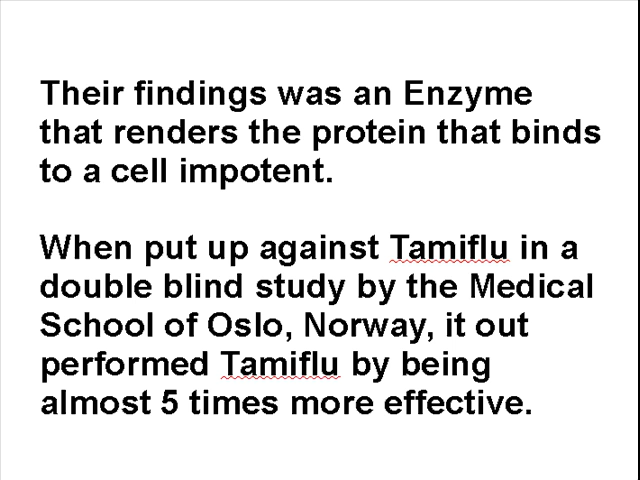 Their findings was an Enzyme
that renders the protein that binds
to a cell impotent.
When put up against Tamiflu in a
double blind study by the Medical
School of Oslo, Norway, it out
performed Tamiflu by being
almost 5 times more effective.